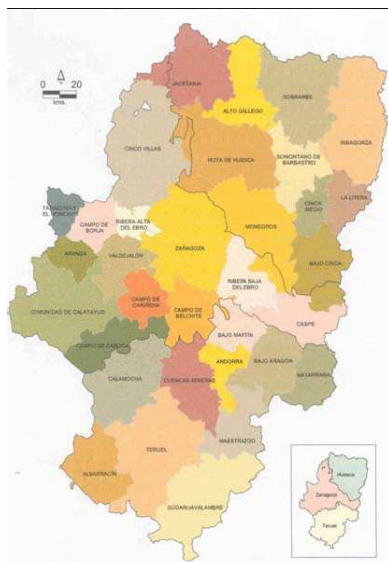 JACETANIA
ALTO GALLEGO
SOBRARBE
RIBAGORZA
0 20
kms.
CINCO VILLAS
HOYA DE HUESCA
SOMONTANO DE
BARBASTRO
CINCA
MEDIO
LA LITERA
TARAZONA Y
EL MONCAYO
CAMPO DE
BORJA
RIBERA ALTA
DEL EBRO
ZARAGOZA
MONEGROS
ARANDA
VALDEJALÓN
BAJO CINCA
RIBERA BAJA
DEL EBRO
COMUNIDAD DE CALATAYUD
CAMPO DE
CARIÑENA
CAMPO DE
BELCHITE
CASPE
BAJO MARTÍN
CAMPO DE DAROCA
ANDORRA
BAJO ARAGÓN
MATARRAÑA
CALAMOCHA
CUENCAS MINERAS
MAESTRAZGO
TERUEL
ALBARRACÍN
GÚDAR/JAVALAMBRE
Huesca
Zaragoza
Teruel